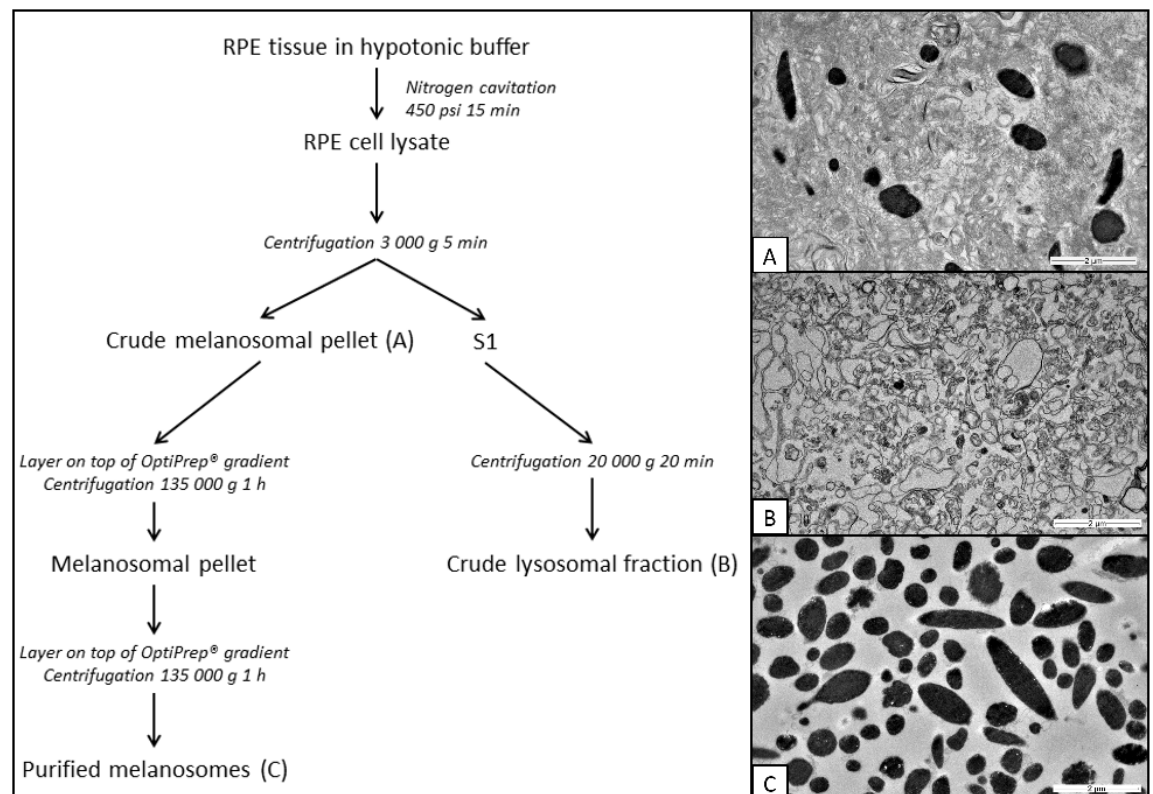 RPE tissue in hypotonic buffer
Nitrogen cavitation
450 psi 15 min
RPE cell lysate
Centrifugation 3 000 g 5 min
Crude melanosomal pellet (A)
S1
Layer on top of OptiPrep® gradient
Centrifugation 135 000 g 1 h
Centrifugation 20 000 g 20 min
Melanosomal pellet
Crude lysosomal fraction (B)
Layer on top of OptiPrep® gradient
Centrifugation 135 000 g 1 h
Purified melanosomes (C)
A
2 µm
B
2 µm
C
2 µm